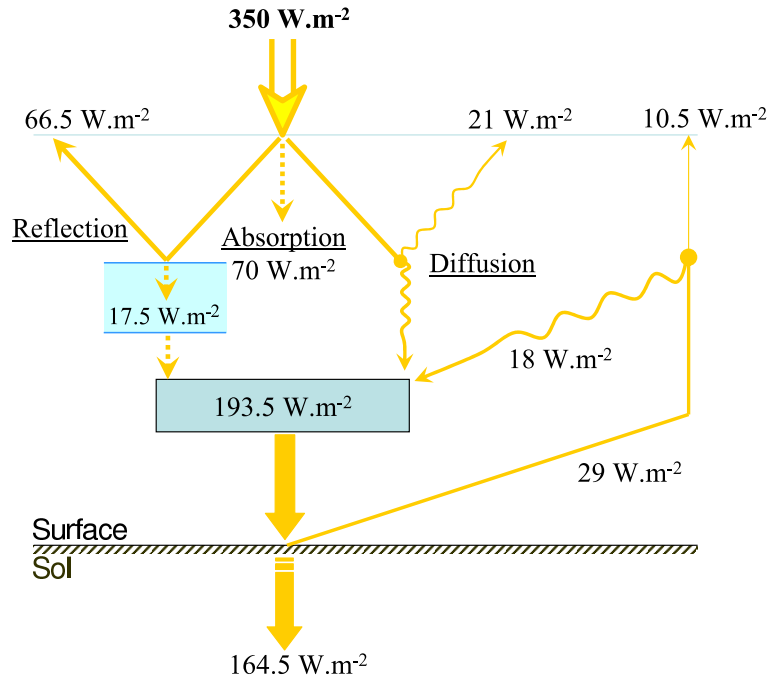 350 W.m-2
66.5 W.m-2
21 W.m-2
10.5 W.m-2
Reflection
Absorption
70 W.m-2
Diffusion
17.5 W.m-2
18 W.m-2
193.5 W.m-2
29 W.m-2
Surface
Sol
164.5 W.m-2